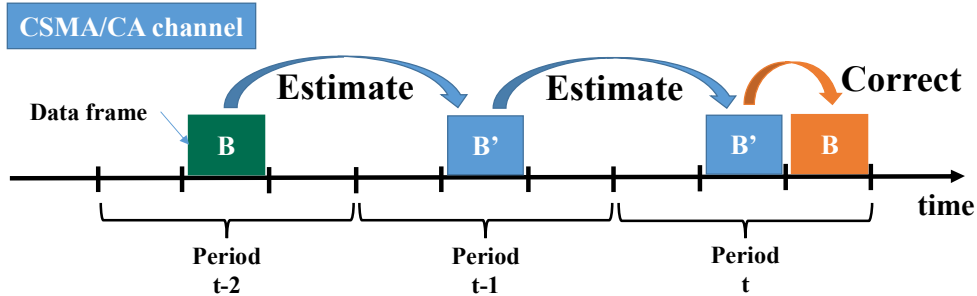 CSMA/CA channel
Estimate
Estimate
Correct
Data frame
B
B’
B’
B
time
Period
t-2
Period
t-1
Period
t